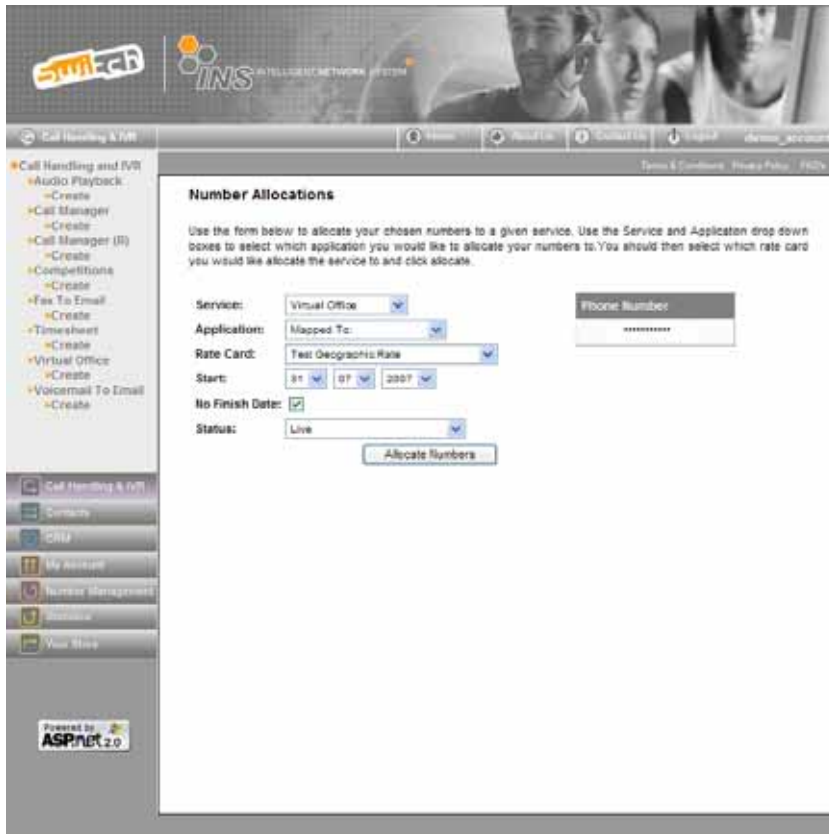 switch
INS INTELLIGENT NETWORK SYSTEM
Call Handling & IVR
Home
About Us
Contact Us
Logout
demo_account
Terms & Conditions Privacy Policy FAQ's
Call Handling and IVR
Audio Playback
Create
Call Manager
Create
Call Manager (R)
Create
Competitions
Create
Fax To Email
Create
Timesheet
Create
Virtual Office
Create
Voicemail To Email
Create
Number Allocations
Use the form below to allocate your chosen numbers to a given service. Use the Service and Application drop down
boxes to select which application you would like to allocate your numbers to.You should then select which rate card
you would like allocate the service to and click allocate.
Service: Virtual Office
Application: Mapped To:
Rate Card: Test Geographic Rate
Start: 31 07 2007
No Finish Date:
Status: Live
Allocate Numbers
Phone Number
***********
Call Handling & IVR
Contacts
CRM
My Account
Number Management
Statistics
Your Store
Powered by
ASP.net 2.0